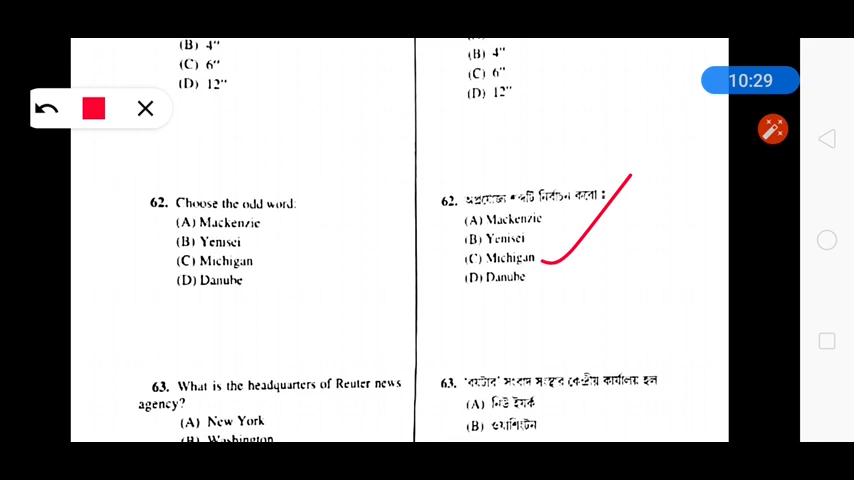 (B) 4"
(C) 6"
(D) 12"
62. Choose the odd word:
(A) Mackenzie
(B) Yenisei
(C) Michigan
(D) Danube
63. What is the headquarters of Reuter news
agency?
(A) New York
(B) Washington
(B) 4"
(C) 6"
(D) 12"
62. অপ্রযোজ্য শব্দটি নির্বাচন করো :
(A) Mackenzie
(B) Yenisei
(C) Michigan
(D) Danube
63. 'রয়টার' সংবাদ সংস্থার কেন্দ্রীয় কার্যালয় হল
(A) নিউ ইয়র্ক
(B) ওয়াশিংটন
10:29